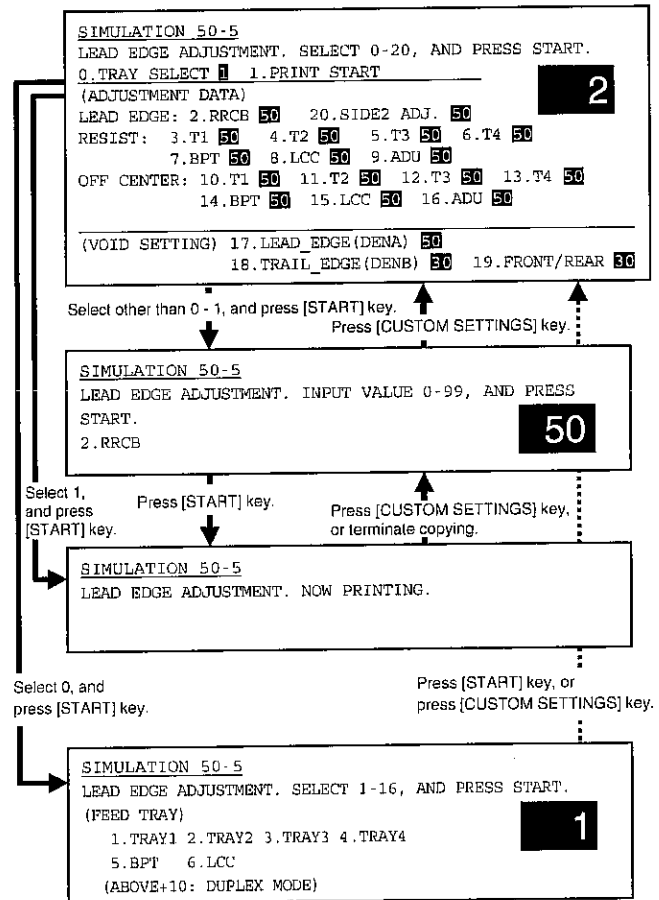 SIMULATION 50-5
LEAD EDGE ADJUSTMENT. SELECT 0-20, AND PRESS START.
0.TRAY SELECT 1 1.PRINT START
2
(ADJUSTMENT DATA)
LEAD EDGE: 2.RRCB 50 20.SIDE2 ADJ. 50
RESIST: 3.T1 50 4.T2 50 5.T3 50 6.T4 50
7.BPT 50 8.LCC 50 9.ADU 50
OFF CENTER: 10.T1 50 11.T2 50 12.T3 50 13.T4 50
14.BPT 50 15.LCC 50 16.ADU 50
(VOID SETTING) 17.LEAD_EDGE(DENA) 50
18.TRAIL_EDGE(DENB) 30 19.FRONT/REAR 30
Select other than 0 - 1, and press [START] key.
Press [CUSTOM SETTINGS] key.
SIMULATION 50-5
LEAD EDGE ADJUSTMENT. INPUT VALUE 0-99, AND PRESS
START.
2.RRCB
50
Select 1,
and press
[START] key.
Press [START] key.
Press [CUSTOM SETTINGS] key,
or terminate copying.
SIMULATION 50-5
LEAD EDGE ADJUSTMENT. NOW PRINTING.
Select 0, and
press [START] key.
Press [START] key, or
press [CUSTOM SETTINGS] key.
SIMULATION 50-5
LEAD EDGE ADJUSTMENT. SELECT 1-16, AND PRESS START.
(FEED TRAY)
1.TRAY1 2.TRAY2 3.TRAY3 4.TRAY4
5.BPT 6.LCC
(ABOVE+10: DUPLEX MODE)
1